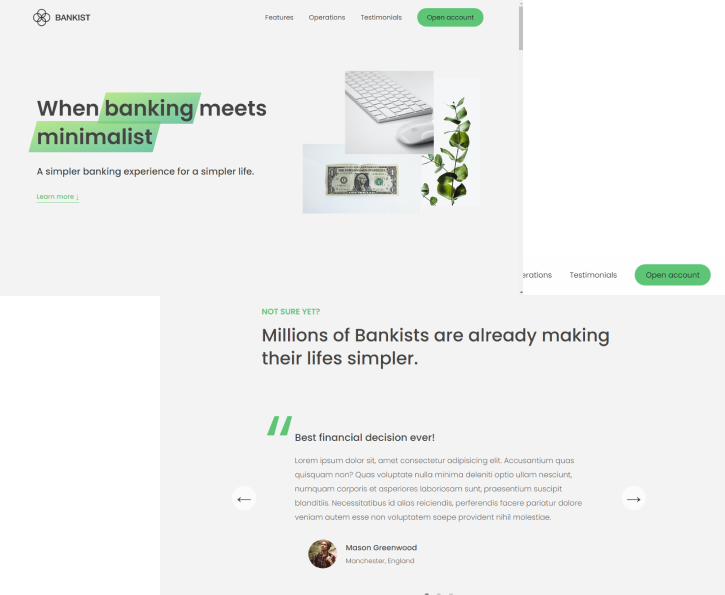 BANKIST
Features Operations Testimonials Open account
When banking meets
minimalist
A simpler banking experience for a simpler life.
Learn more ↓
Testimonials Open account
NOT SURE YET?
Millions of Bankists are already making
their lifes simpler.
Best financial decision ever!
Lorem ipsum dolor sit, amet consectetur adipisicing elit. Accusantium quas
quisquam non? Quas voluptate nulla minima deleniti optio ullam nesciunt,
numquam corporis et asperiores laboriosam sunt, praesentium suscipit
blanditiis. Necessitatibus id alias reiciendis, perferendis facere pariatur dolore
veniam autem esse non voluptatem saepe provident nihil molestiae.
Mason Greenwood
Manchester, England